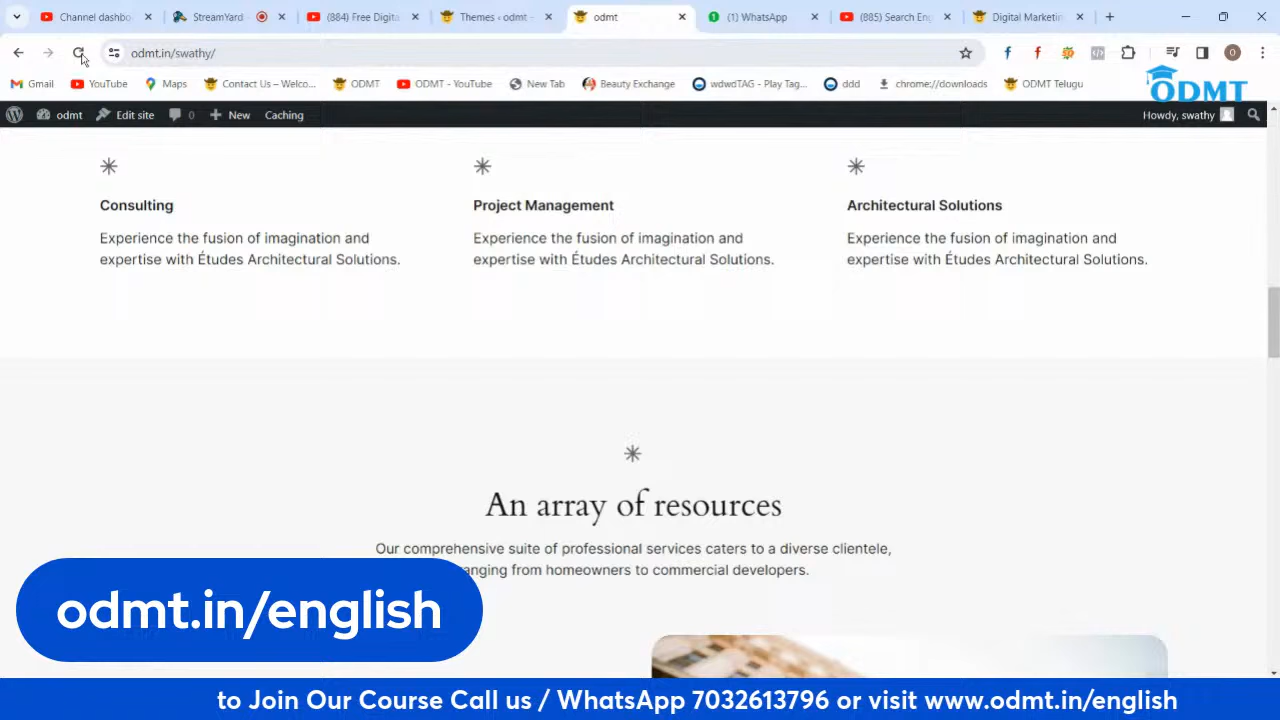 Channel dashbo
StreamYard
(884) Free Digita
Themes ‹ odmt –
odmt
(1) WhatsApp
(885) Search Eng
Digital Marketin
odmt.in/swathy/
Gmail
YouTube
Maps
Contact Us – Welco...
ODMT
ODMT - YouTube
New Tab
Beauty Exchange
wdwdTAG - Play Tag...
ddd
chrome://downloads
ODMT Telugu
ODMT
odmt
Edit site
0
New
Caching
Howdy, swathy
Consulting
Experience the fusion of imagination and
expertise with Études Architectural Solutions.
Project Management
Experience the fusion of imagination and
expertise with Études Architectural Solutions.
Architectural Solutions
Experience the fusion of imagination and
expertise with Études Architectural Solutions.
An array of resources
Our comprehensive suite of professional services caters to a diverse clientele,
anging from homeowners to commercial developers.
odmt.in/english
to Join Our Course Call us / WhatsApp 7032613796 or visit www.odmt.in/english